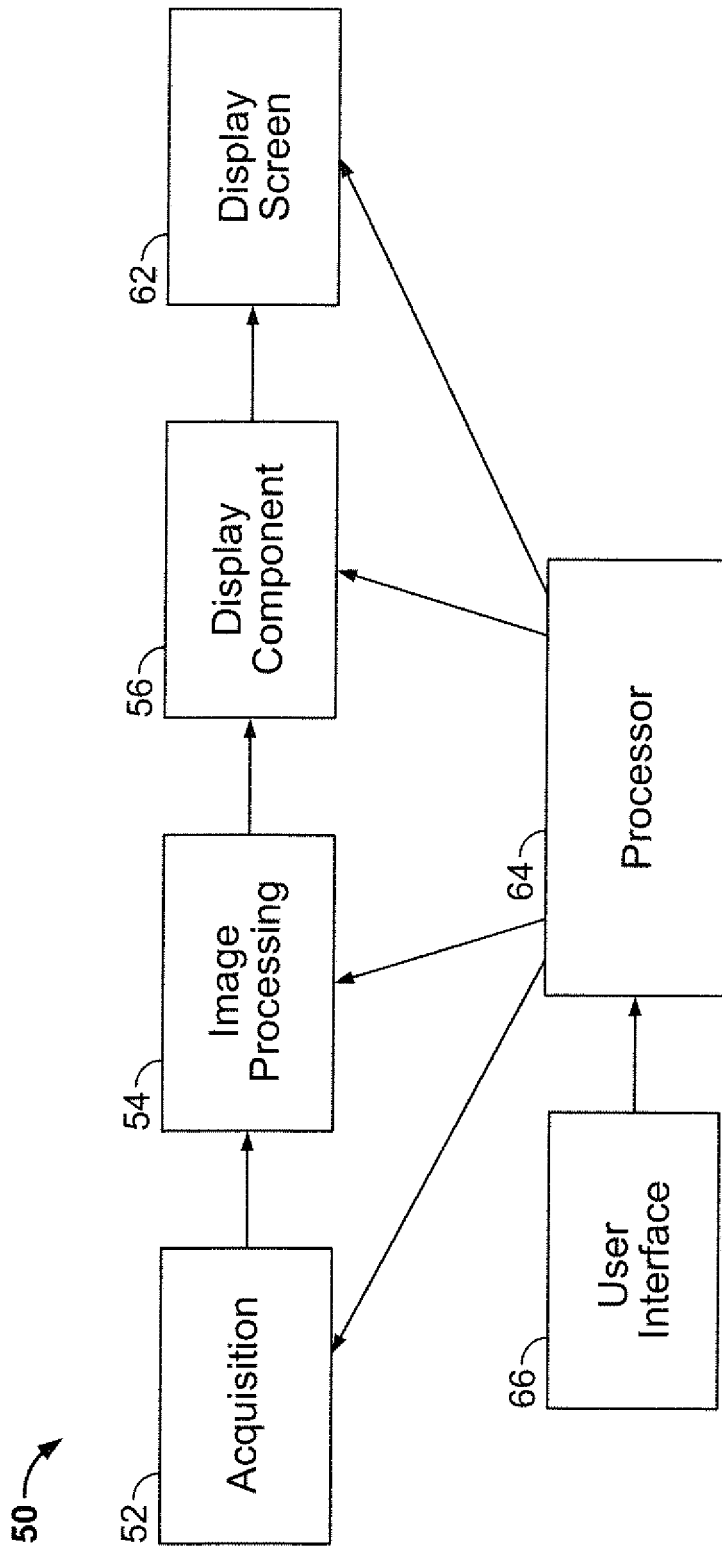 50
52
Acquisition
54
Image
Processing
56
Display
Component
62
Display
Screen
66
User
Interface
64
Processor